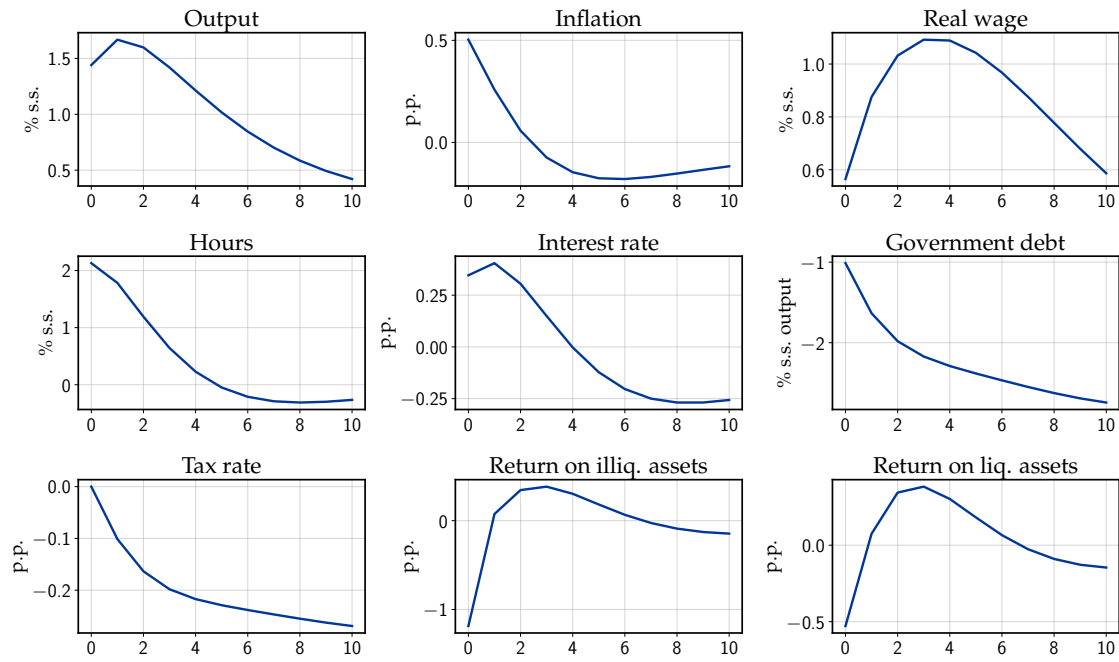 Output
% s.s.
1.5
1.0
0.5
0 2 4 6 8 10
Inflation
p.p.
0.5
0.0
0 2 4 6 8 10
Real wage
% s.s.
1.0
0.8
0.6
0 2 4 6 8 10
Hours
% s.s.
2
1
0
0 2 4 6 8 10
Interest rate
p.p.
0.25
0.00
−0.25
0 2 4 6 8 10
Government debt
% s.s. output
−1
−2
0 2 4 6 8 10
Tax rate
p.p.
0.0
−0.1
−0.2
0 2 4 6 8 10
Return on illiq. assets
p.p.
0
−1
0 2 4 6 8 10
Return on liq. assets
p.p.
0.0
−0.5
0 2 4 6 8 10